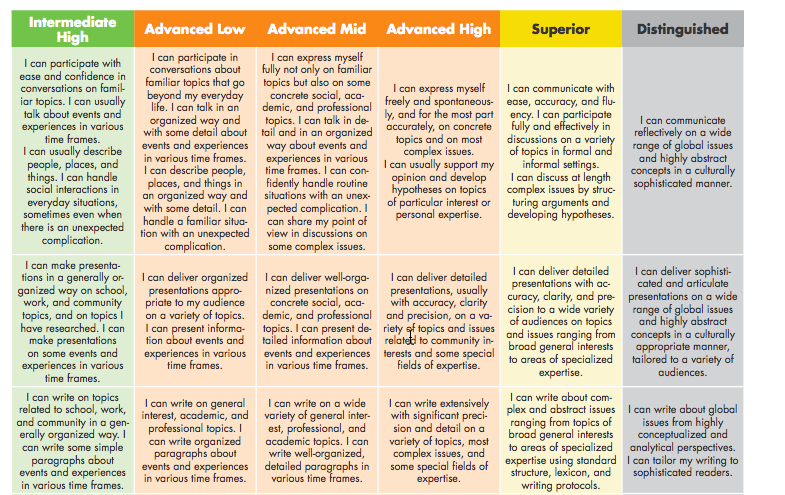 Intermediate
High
Advanced Low
Advanced Mid
Advanced High
Superior
Distinguished
I can participate with
ease and confidence in
conversations on famil-
iar topics. I can usually
talk about events and
experiences in various
time frames.
I can usually describe
people, places, and
things. I can handle
social interactions in
everyday situations,
sometimes even when
there is an unexpected
complication.
I can participate in
conversations about
familiar topics that go
beyond my everyday
life. I can talk in an
organized way and
with some detail about
events and experiences
in various time frames.
I can describe people,
places, and things in
an organized way and
with some detail. I can
handle a familiar situa-
tion with an unexpected
complication.
I can express myself
fully not only on familiar
topics but also on some
concrete social, aca-
demic, and professional
topics. I can talk in de-
tail and in an organized
way about events and
experiences in various
time frames. I can con-
fidently handle routine
situations with an unex-
pected complication. I
can share my point of
view in discussions on
some complex issues.
I can express myself
freely and spontaneous-
ly, and for the most part
accurately, on concrete
topics and on most
complex issues.
I can usually support my
opinion and develop
hypotheses on topics
of particular interest or
personal expertise.
I can communicate with
ease, accuracy, and flu-
ency. I can participate
fully and effectively in
discussions on a variety
of topics in formal and
informal settings.
I can discuss at length
complex issues by struc-
turing arguments and
developing hypotheses.
I can communicate
reflectively on a wide
range of global issues
and highly abstract
concepts in a culturally
sophisticated manner.
I can make presenta-
tions in a generally or-
ganized way on school,
work, and community
topics, and on topics I
have researched. I can
make presentations
on some events and
experiences in various
time frames.
I can deliver organized
presentations appro-
priate to my audience
on a variety of topics.
I can present informa-
tion about events and
experiences in various
time frames.
I can deliver well-orga-
nized presentations on
concrete social, aca-
demic, and professional
topics. I can present de-
tailed information about
events and experiences
in various time frames.
I can deliver detailed
presentations, usually
with accuracy, clarity
and precision, on a va-
riety of topics and issues
related to community in-
terests and some special
fields of expertise.
I can deliver detailed
presentations with ac-
curacy, clarity, and pre-
cision to a wide variety
of audiences on topics
and issues ranging from
broad general interests
to areas of specialized
expertise.
I can deliver sophisti-
cated and articulate
presentations on a wide
range of global issues
and highly abstract
concepts in a culturally
appropriate manner,
tailored to a variety of
audiences.
I can write on topics
related to school, work,
and community in a gen-
erally organized way. I
can write some simple
paragraphs about
events and experiences
in various time frames.
I can write on general
interest, academic, and
professional topics. I
can write organized
paragraphs about
events and experiences
in various time frames.
I can write on a wide
variety of general inter-
est, professional, and
academic topics. I can
write well-organized,
detailed paragraphs in
various time frames.
I can write extensively
with significant preci-
sion and detail on a
variety of topics, most
complex issues, and
some special fields of
expertise.
I can write about com-
plex and abstract issues
ranging from topics of
broad general interests
to areas of specialized
expertise using standard
structure, lexicon, and
writing protocols.
I can write about global
issues from highly
conceptualized and
analytical perspectives.
I can tailor my writing to
sophisticated readers.